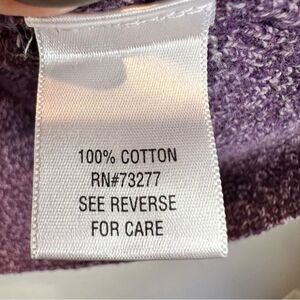 100% COTTON
RN#73277
SEE REVERSE
FOR CARE